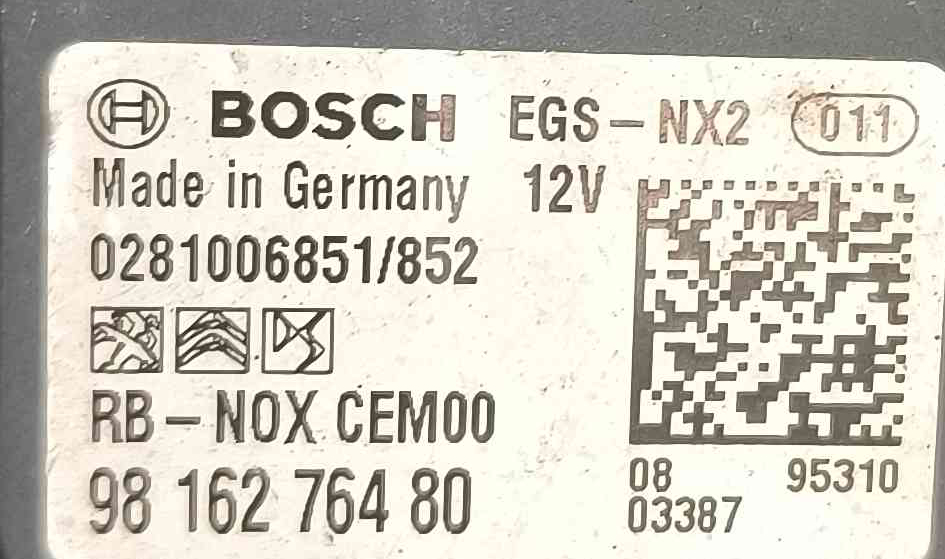 BOSCH EGS-NX2 011
Made in Germany 12V
0281006851/852
RB-NOX CEM00
98 162 764 80
08 95310
03387